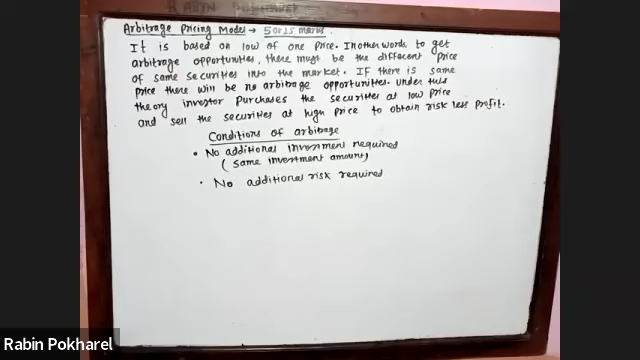 RABIN POKHAREL
Arbitrage Pricing Model → 5 or 15 marks.
It is based on low of one price. Inother words to get
arbitrage opportunities, there must be the different price
of same securities into the market. IF there is same
price there will be no arbitrage opportunities. under this
theory investor Purchases the securities at low price
and sell the securities at high price to obtain risk less profit.
Conditions of arbitrage
• No additional investment required
(same investment amount)
• No additional risk required
Rabin Pokharel